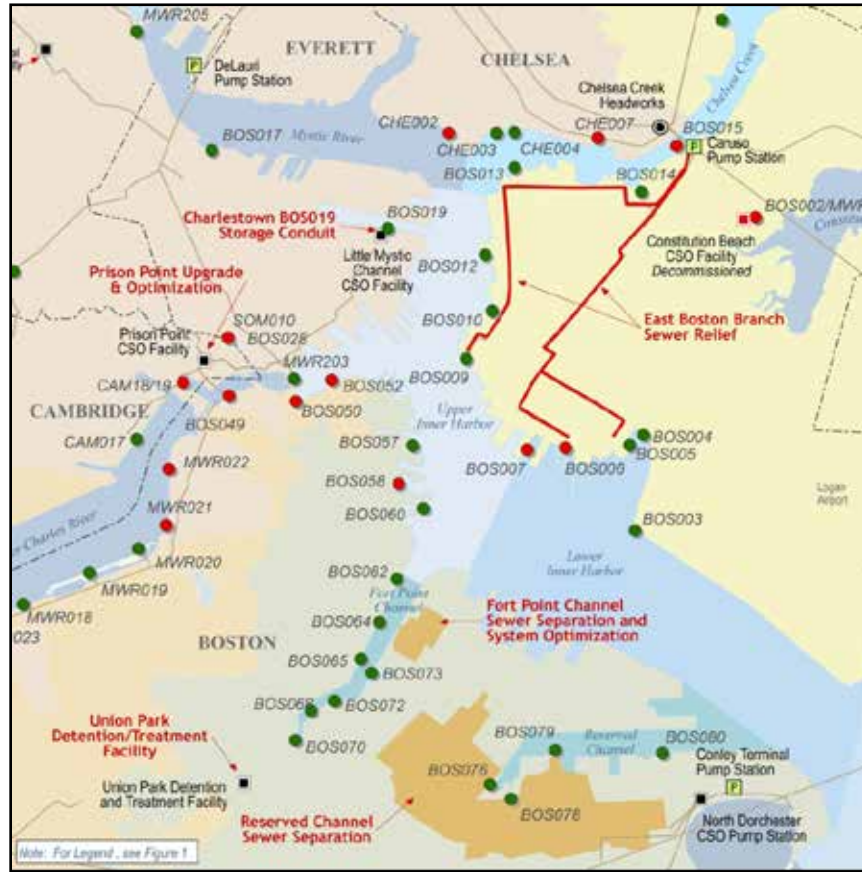 MWR205
EVERETT
CHELSEA
DeLauri
Pump Station
Chelsea Creek
Chelsea Creek
Headworks
CHE002
CHE007
BOS015
Caruso
Pump Station
BOS017
Mystic River
CHE003
CHE004
BOS013
BOS014
BOS002/MWR
Charlestown BOS019
Storage Conduit
BOS019
Little Mystic
Channel
CSO Facility
Constitution Beach
CSO Facility
Decommissioned
BOS012
Prison Point Upgrade
& Optimization
SOM010
BOS028
Prison Point
CSO Facility
MWR203
BOS010
East Boston Branch
Sewer Relief
CAM18/19
BOS052
BOS009
CAMBRIDGE
BOS049
BOS050
Upper
Inner Harbor
CAM017
BOS057
BOS004
BOS005
MWR022
BOS007
BOS006
BOS058
Logan
Airport
MWR021
BOS060
BOS003
Charles River
MWR020
Lower
Inner Harbor
MWR019
BOS062
MWR018
Fort Point
Channel
Fort Point Channel
Sewer Separation and
System Optimization
023
BOS064
BOSTON
BOS065
BOS073
BOS072
Union Park
Detention/Treatment
Facility
BOS070
BOS079
Reserved
Channel
BOS080
Conley Terminal
Pump Station
Union Park Detention
and Treatment Facility
BOS076
BOS078
Reserved Channel
Sewer Separation
North Dorchester
CSO Pump Station
Note: For Legend, see Figure 1